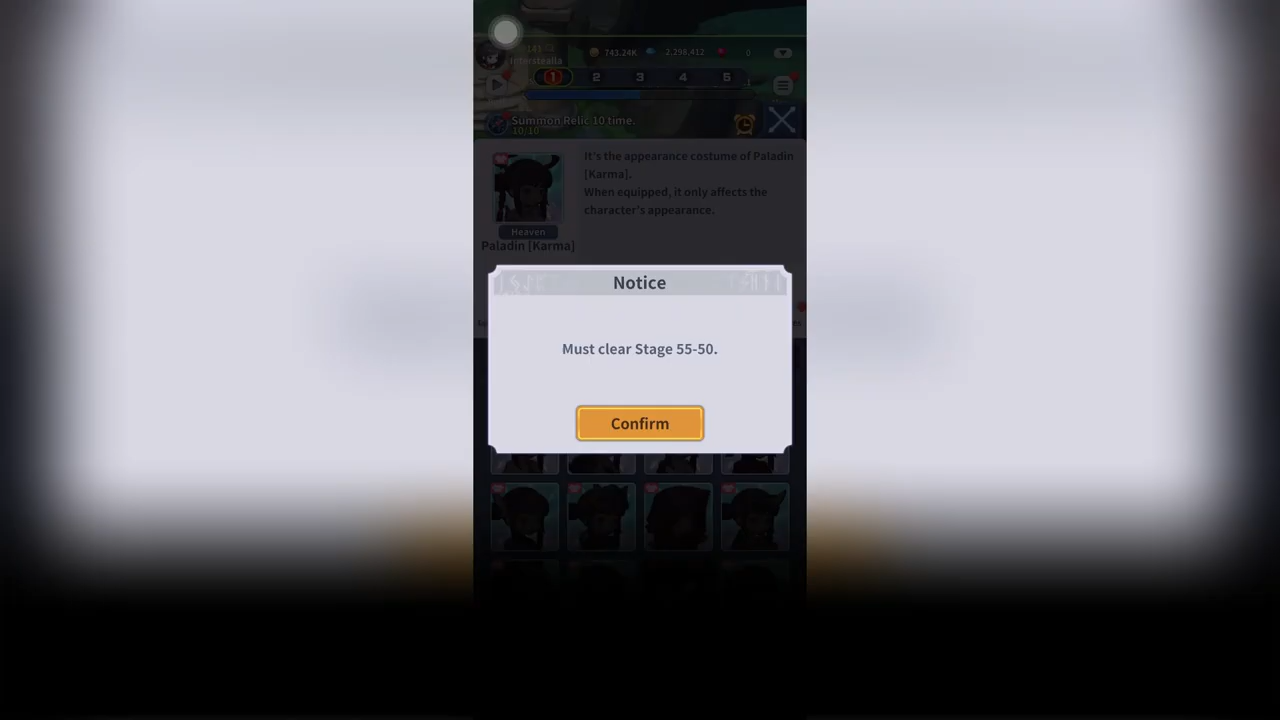 Interstealla
743.24K
2,298,412
0
1
2
3
4
5
Summon Relic 10 time.
10/10
It's the appearance costume of Paladin
[Karma].
When equipped, it only affects the
character's appearance.
Heaven
Paladin [Karma]
Notice
Must clear Stage 55-50.
Confirm